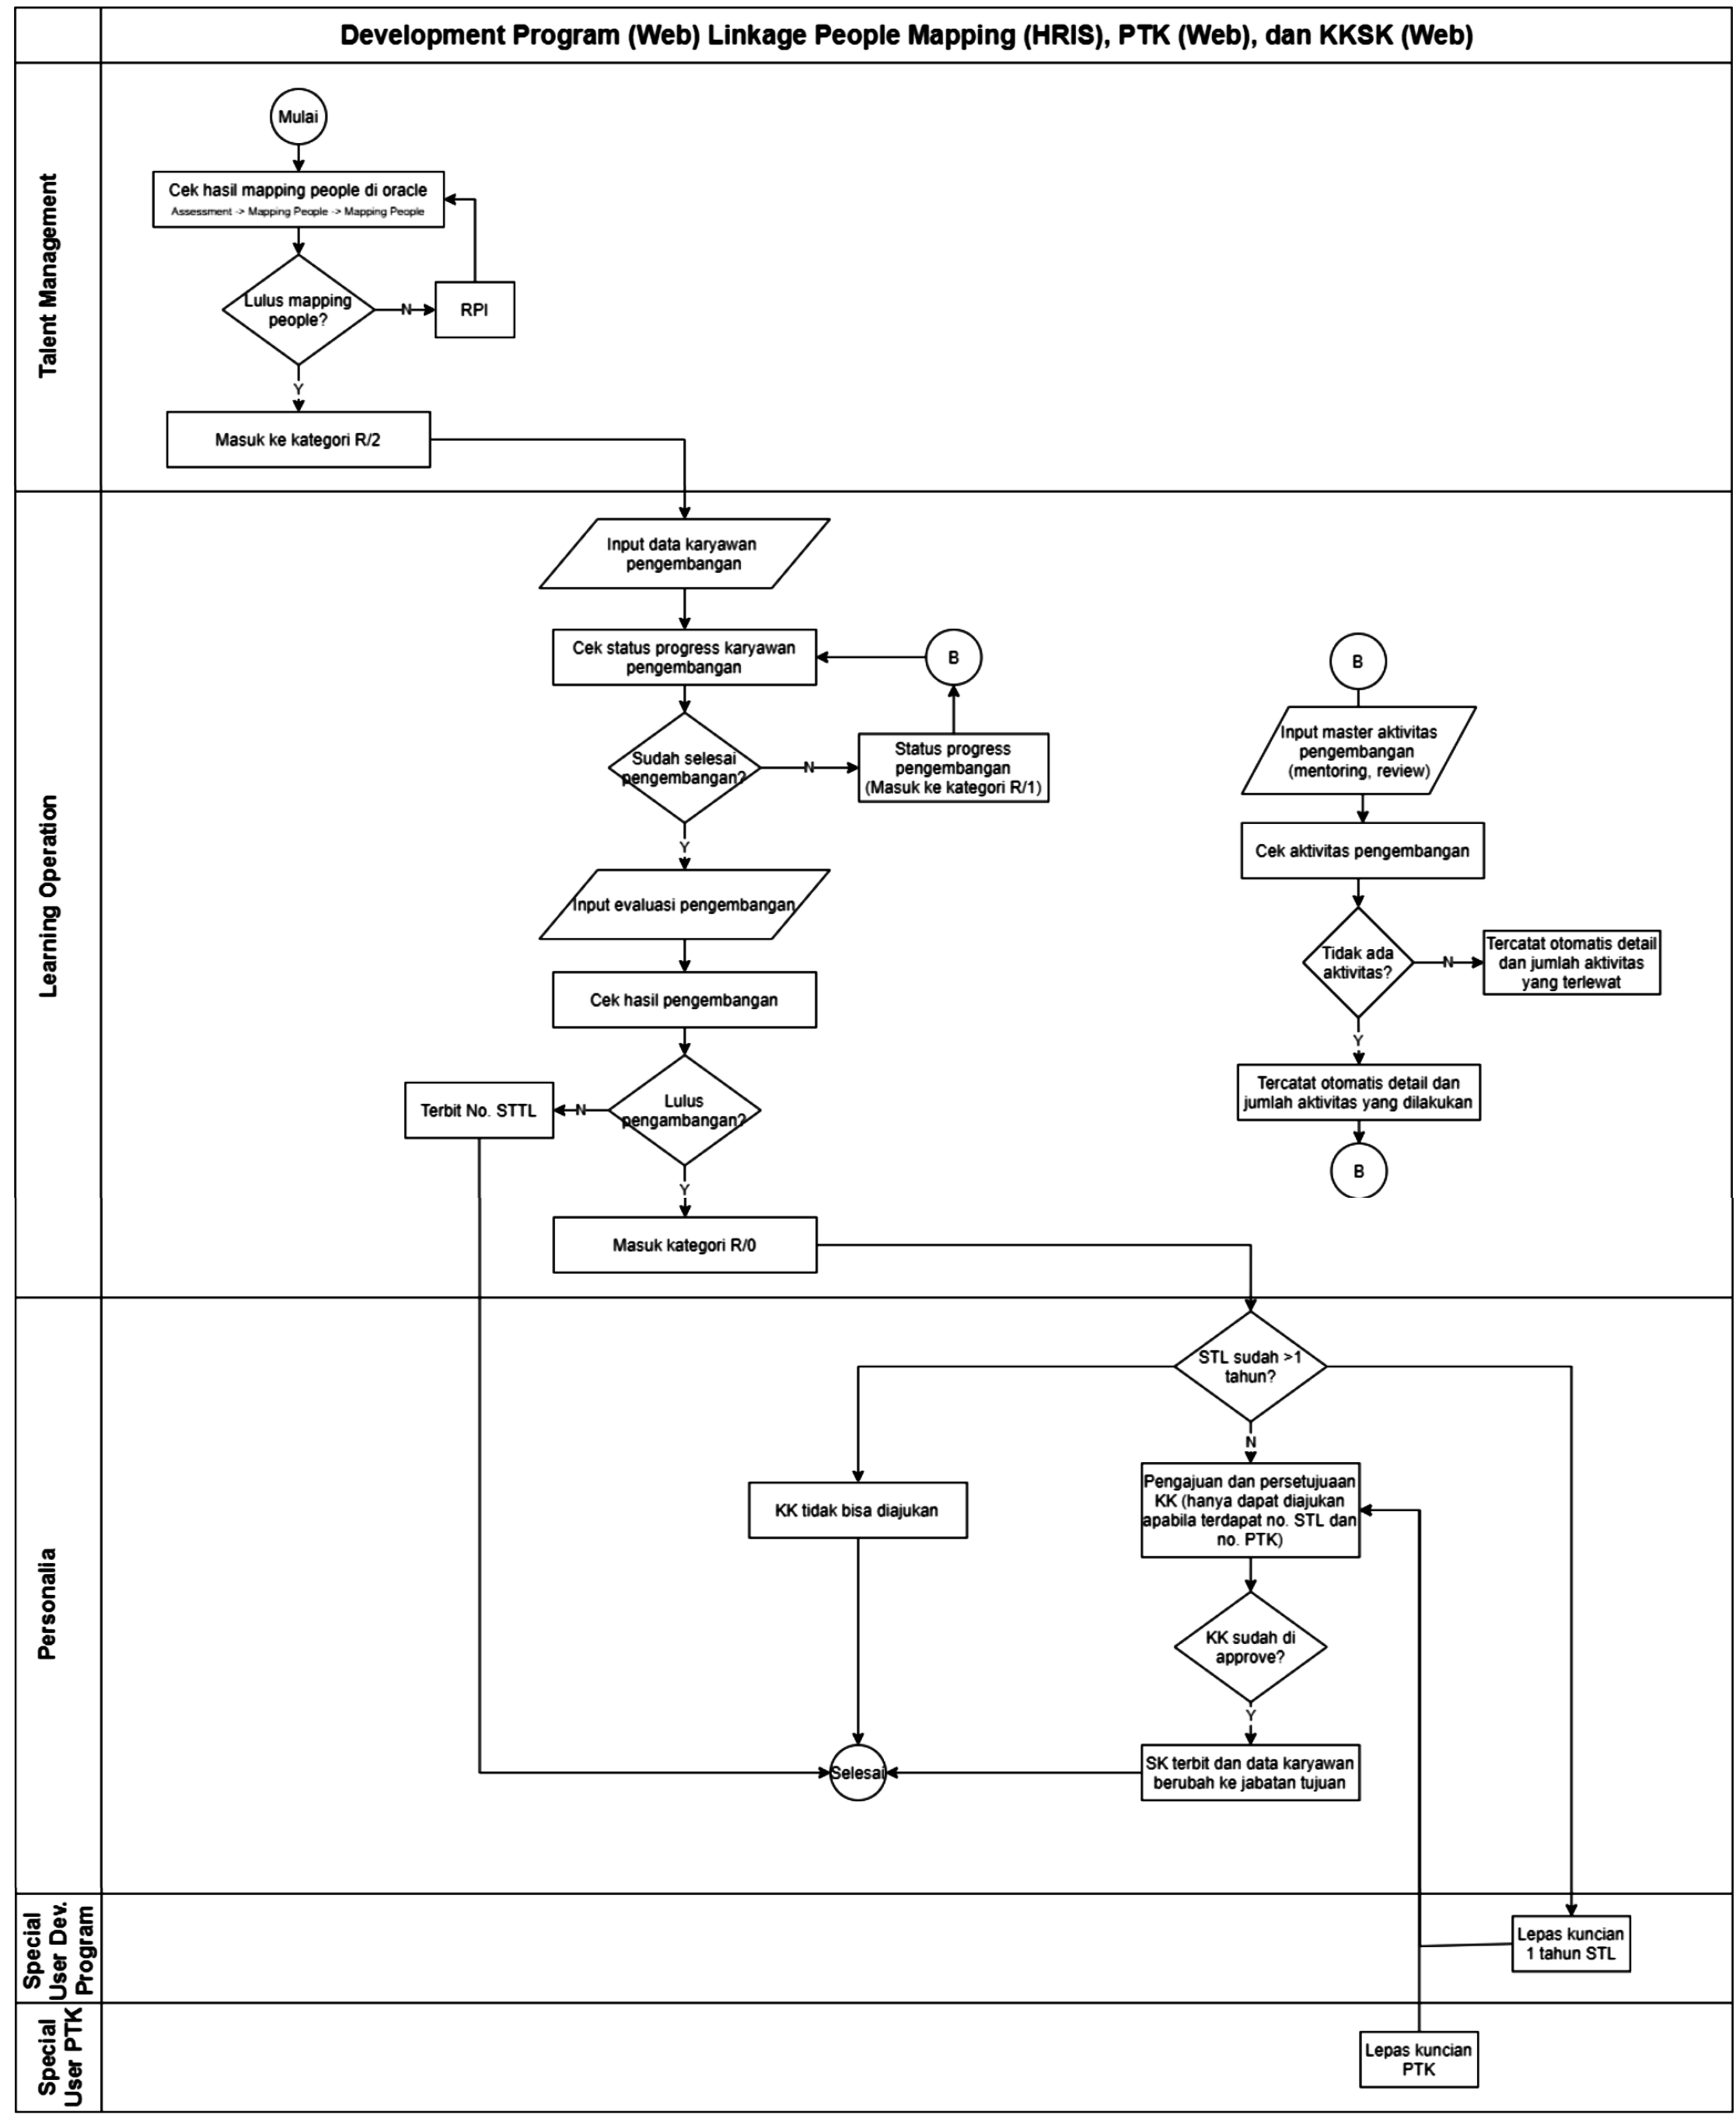 Development Program (Web) Linkage People Mapping (HRIS), PTK (Web), dan KKSK (Web)
Talent Management
Mulai
Cek hasil mapping people di oracle
Assessment -> Mapping People -> Mapping People
Lulus mapping
people?
N
RPI
Y
Masuk ke kategori R/2
Learning Operation
Input data karyawan
pengembangan
Cek status progress karyawan
pengembangan
B
Sudah selesai
pengembangan?
N
Status progress
pengembangan
(Masuk ke kategori R/1)
Y
Input evaluasi pengembangan
Cek hasil pengembangan
Lulus
pengambangan?
N
Terbit No. STTL
Y
Masuk kategori R/0
B
Input master aktivitas
pengembangan
(mentoring, review)
Cek aktivitas pengembangan
Tidak ada
aktivitas?
N
Tercatat otomatis detail
dan jumlah aktivitas
yang terlewat
Y
Tercatat otomatis detail dan
jumlah aktivitas yang dilakukan
B
Personalia
STL sudah >1
tahun?
N
KK tidak bisa diajukan
Pengajuan dan persetujuaan
KK (hanya dapat diajukan
apabila terdapat no. STL dan
no. PTK)
KK sudah di
approve?
Y
Selesai
SK terbit dan data karyawan
berubah ke jabatan tujuan
Special
User Dev.
Program
Lepas kuncian
1 tahun STL
Special
User PTK
Lepas kuncian
PTK